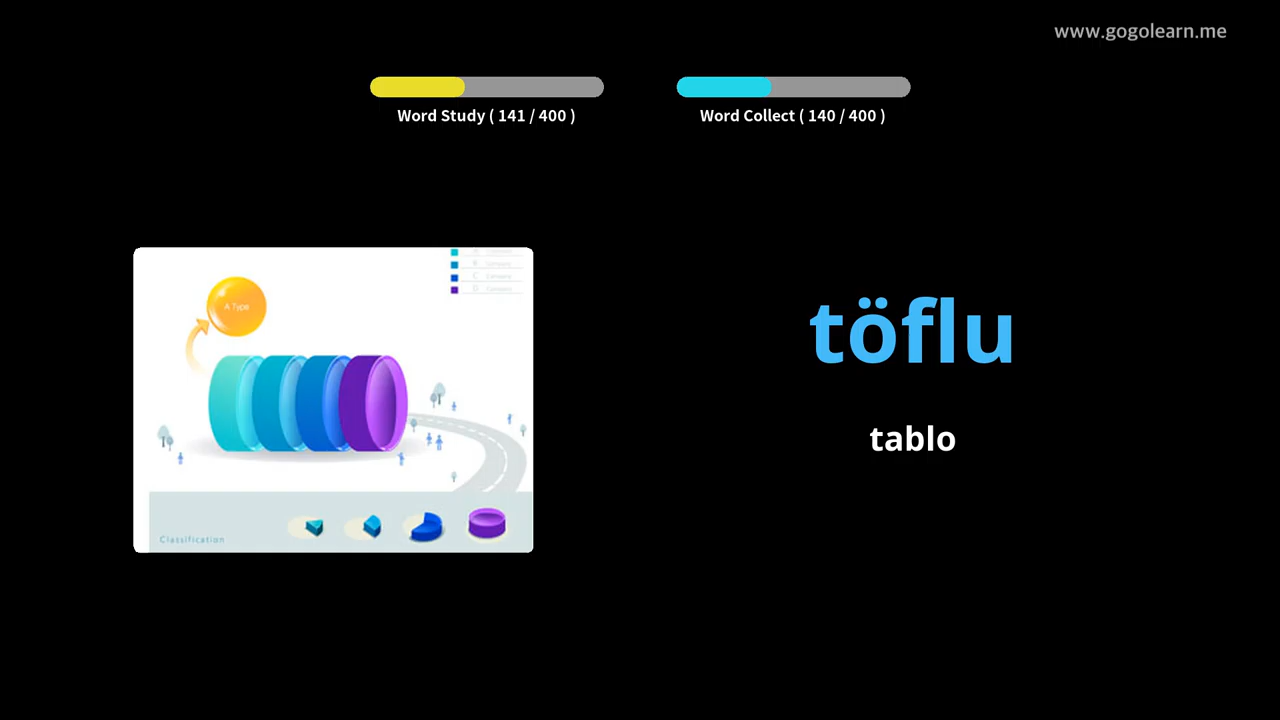 www.gogolearn.me
Word Study ( 141 / 400 )
Word Collect ( 140 / 400 )
A Type
B
C
D
töflu
tablo
Classification